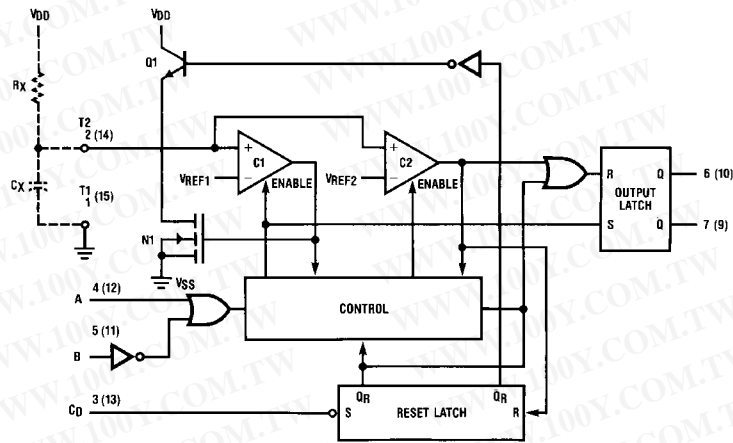 VDD
VDD
Q1
RX
T2
2 (14)
CX
T1
1 (15)
+
C1
−
VREF1
ENABLE
+
C2
−
VREF2
ENABLE
R
Q
OUTPUT
LATCH
S
Q
6 (10)
7 (9)
N1
VSS
A
4 (12)
5 (11)
B
CONTROL
CD
3 (13)
QR
QR
S
RESET LATCH
R
WWW.100Y.COM.TW